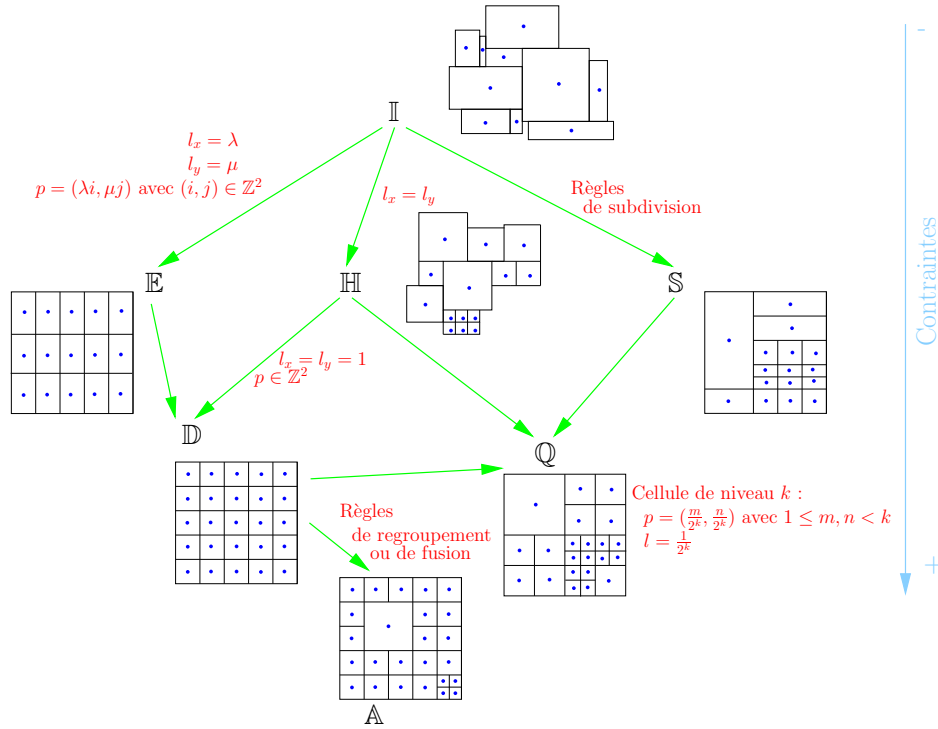 -
𝕀
l_x = λ
l_y = μ
p = (λi, μj) avec (i, j) ∈ ℤ²
l_x = l_y
Règles
de subdivision
Contraintes
𝔼
ℍ
𝕊
l_x = l_y = 1
p ∈ ℤ²
𝔻
ℚ
Cellule de niveau k :
p = (m/2^k, n/2^k) avec 1 ≤ m, n < k
l = 1/2^k
Règles
de regroupement
ou de fusion
+
𝔸